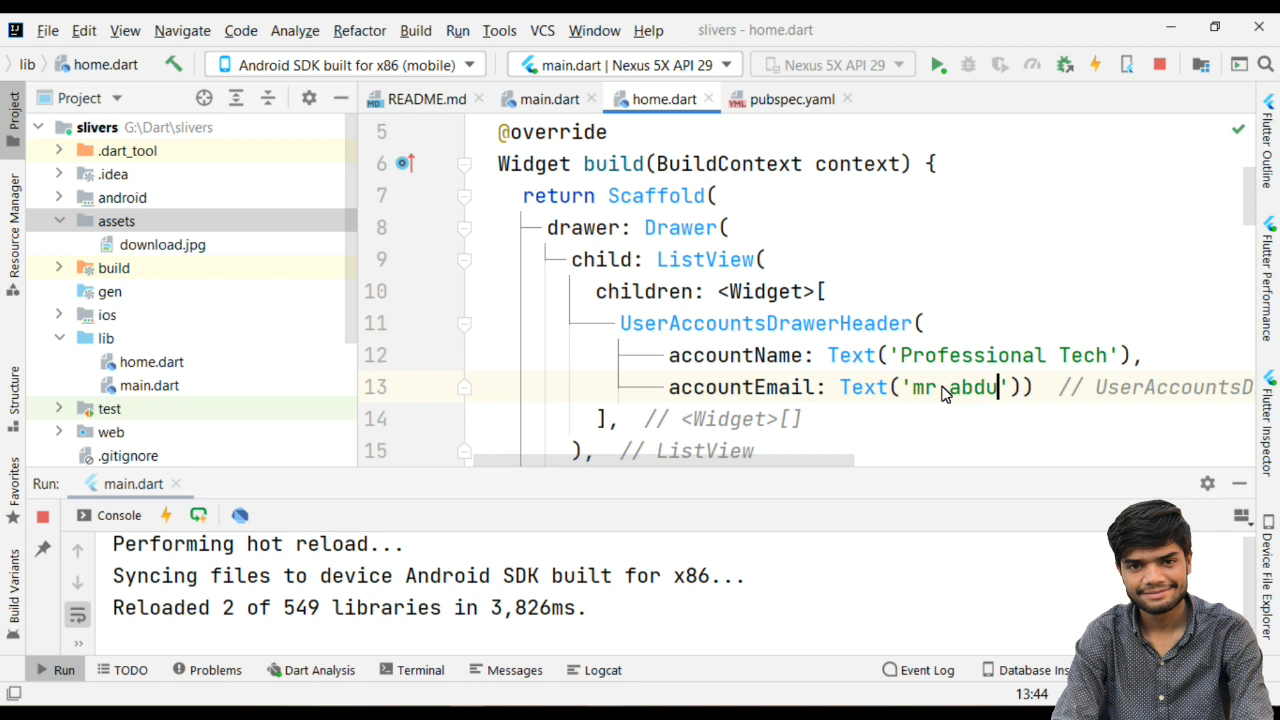 File Edit View Navigate Code Analyze Refactor Build Run Tools VCS Window Help slivers - home.dart
lib home.dart Android SDK built for x86 (mobile) main.dart | Nexus 5X API 29 Nexus 5X API 29
Project README.md main.dart home.dart pubspec.yaml
slivers G:\Dart\slivers
.dart_tool
.idea
android
assets
download.jpg
build
gen
ios
lib
home.dart
main.dart
test
web
.gitignore
5 @override
6 Widget build(BuildContext context) {
7 return Scaffold(
8 drawer: Drawer(
9 child: ListView(
10 children: <Widget>[
11 UserAccountsDrawerHeader(
12 accountName: Text('Professional Tech'),
13 accountEmail: Text('mr.abdu')) // UserAccountsD
14 ], // <Widget>[]
15 ), // ListView
Project
Resource Manager
Structure
Favorites
Build Variants
Flutter Outline
Flutter Performance
Flutter Inspector
Device File Explorer
Run: main.dart
Console
Performing hot reload...
Syncing files to device Android SDK built for x86...
Reloaded 2 of 549 libraries in 3,826ms.
Run TODO Problems Dart Analysis Terminal Messages Logcat Event Log Database Ins
13:44